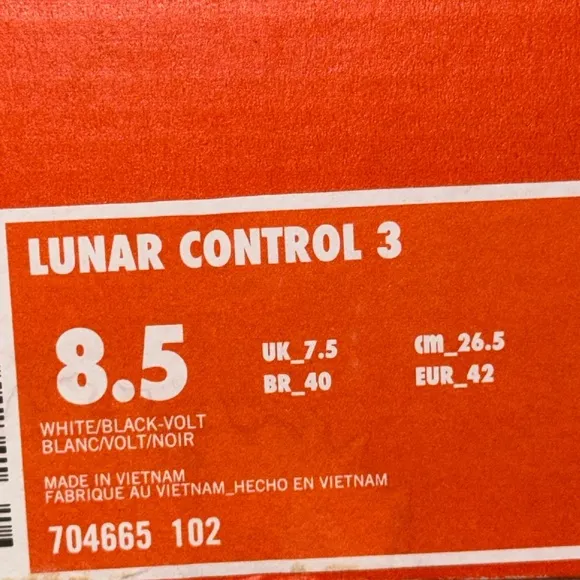 LUNAR CONTROL 3
8.5
UK_7.5 cm_26.5
BR_40 EUR_42
WHITE/BLACK-VOLT
BLANC/VOLT/NOIR
MADE IN VIETNAM
FABRIQUE AU VIETNAM_HECHO EN VIETNAM
704665 102